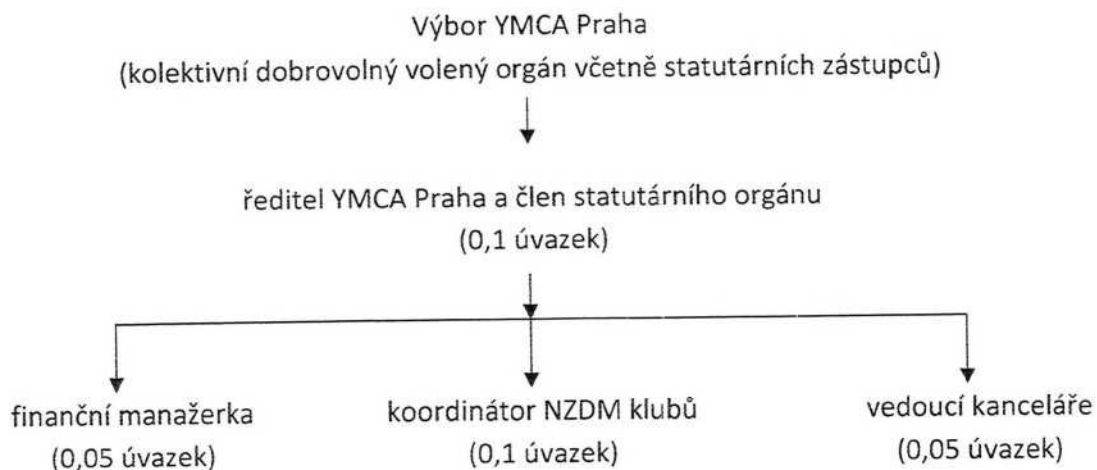 Výbor YMCA Praha
(kolektivní dobrovolný volený orgán včetně statutárních zástupců)
ředitel YMCA Praha a člen statutárního orgánu
(0,1 úvazek)
finanční manažerka
(0,05 úvazek)
koordinátor NZDM klubů
(0,1 úvazek)
vedoucí kanceláře
(0,05 úvazek)